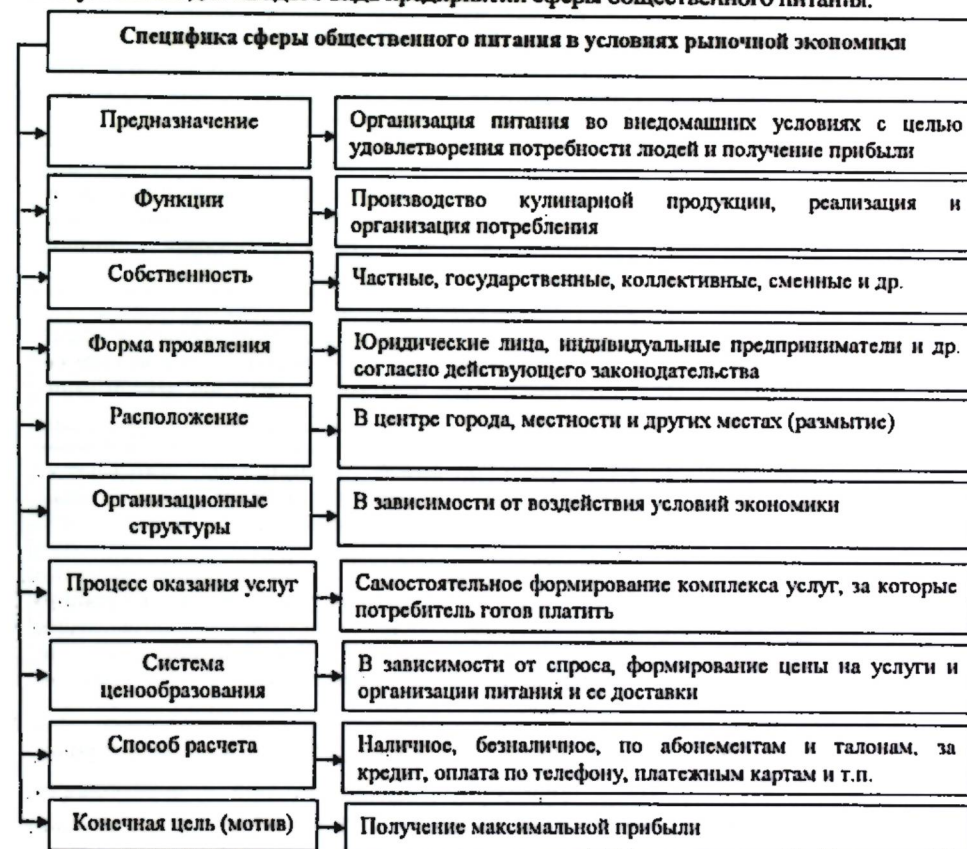 предприятий сферы общественного питания.
Специфика сферы общественного питания в условиях рыночной экономики
Предназначение
Организация питания во внедомашних условиях с целью
удовлетворения потребности людей и получение прибыли
Функции
Производство кулинарной продукции, реализация и
организация потребления
Собственность
Частные, государственные, коллективные, сменные и др.
Форма проявления
Юридические лица, индивидуальные предприниматели и др.
согласно действующего законодательства
Расположение
В центре города, местности и других местах (размытие)
Организационные
структуры
В зависимости от воздействия условий экономики
Процесс оказания услуг
Самостоятельное формирование комплекса услуг, за которые
потребитель готов платить
Система
ценообразования
В зависимости от спроса, формирование цены на услуги и
организации питания и ее доставки
Способ расчета
Наличное, безналичное, по абонементам и талонам, за
кредит, оплата по телефону, платежным картам и т.п.
Конечная цель (мотив)
Получение максимальной прибыли